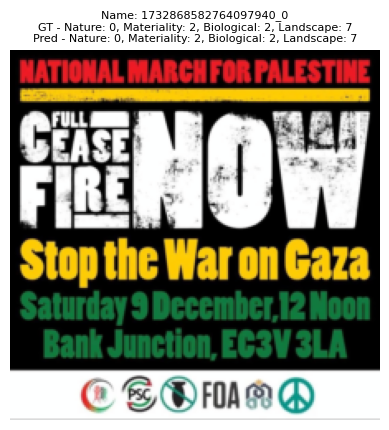 Name: 1732868582764097940_0
GT - Nature: 0, Materiality: 2, Biological: 2, Landscape: 7
Pred - Nature: 0, Materiality: 2, Biological: 2, Landscape: 7
NATIONAL MARCH FOR PALESTINE
FULL
CEASE
FIRE
NOW
Stop the War on Gaza
Saturday 9 December, 12 Noon
Bank Junction, EC3V 3LA
PSC
FOA